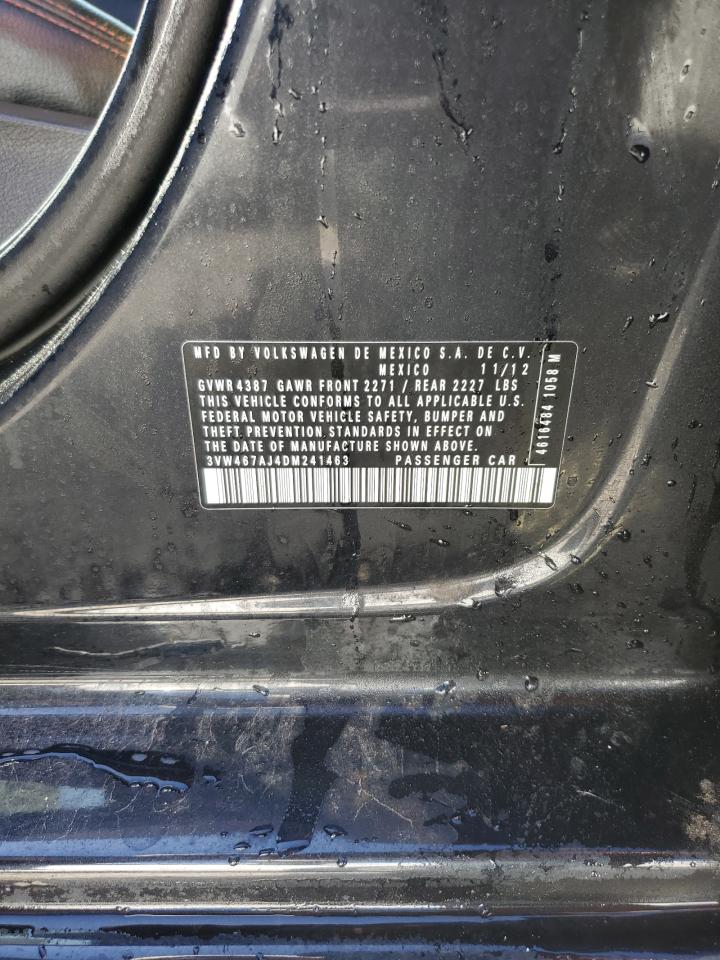 MFD BY VOLKSWAGEN DE MEXICO S.A. DE C.V.
MEXICO 11/12
GVWR 4387 GAWR FRONT 2271 / REAR 2227 LBS
THIS VEHICLE CONFORMS TO ALL APPLICABLE U.S.
FEDERAL MOTOR VEHICLE SAFETY, BUMPER AND
THEFT PREVENTION STANDARDS IN EFFECT ON
THE DATE OF MANUFACTURE SHOWN ABOVE.
3VW467AJ4DM241463 PASSENGER CAR
4616484 1058 M